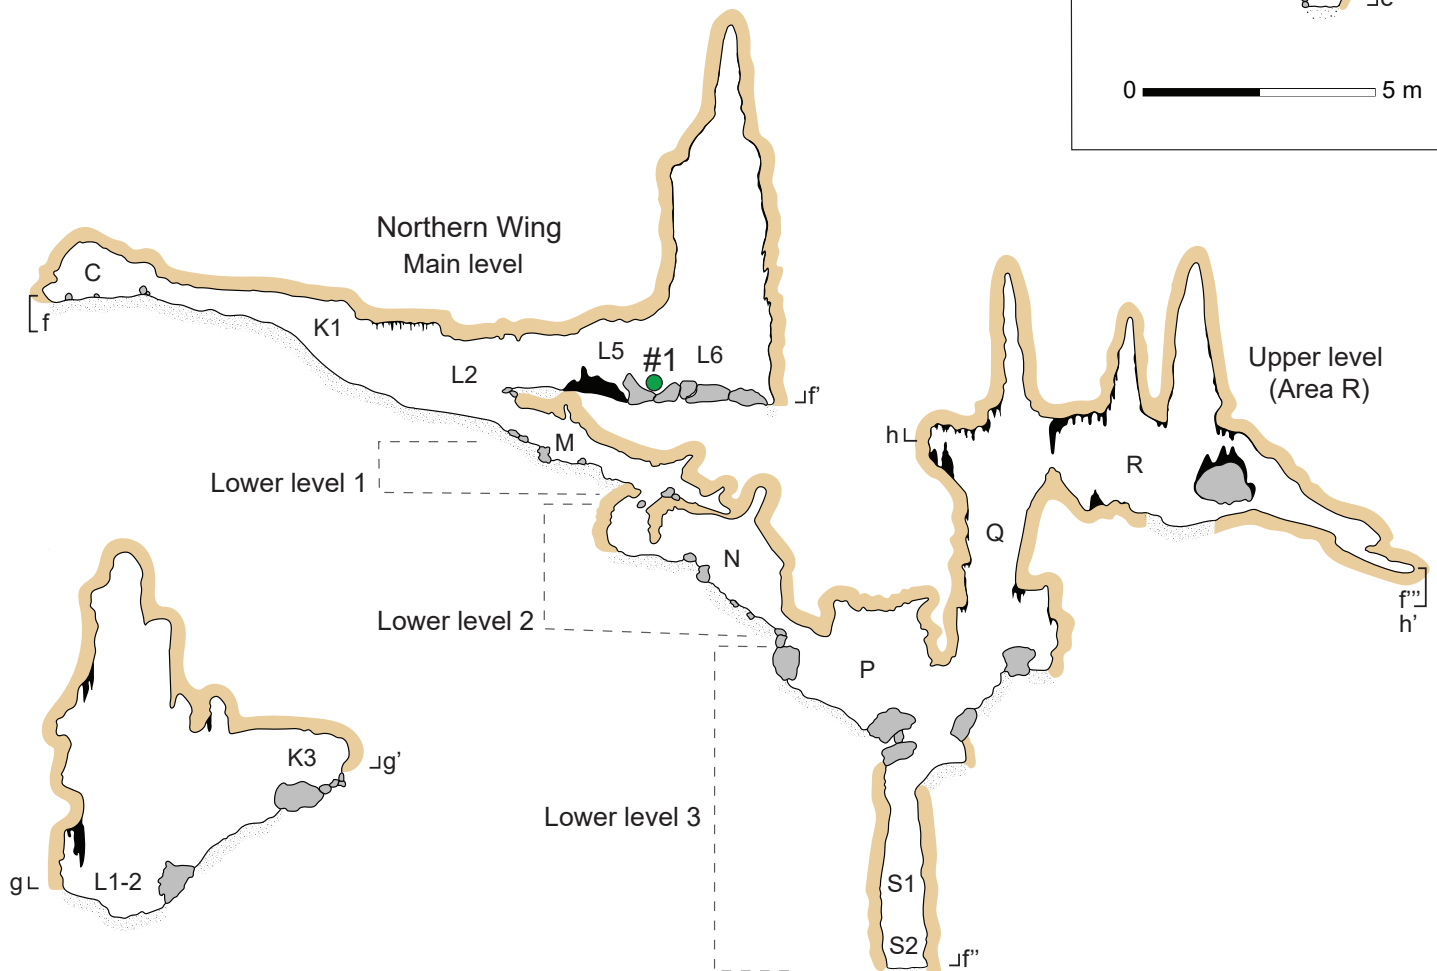 c
0 5 m
Northern Wing
Main level
C
f
K1
L2
L5
#1
L6
f'
Upper level
(Area R)
h
R
M
Lower level 1
Q
N
f'''
h'
Lower level 2
P
K3
g'
Lower level 3
g
L1-2
S1
S2
f''